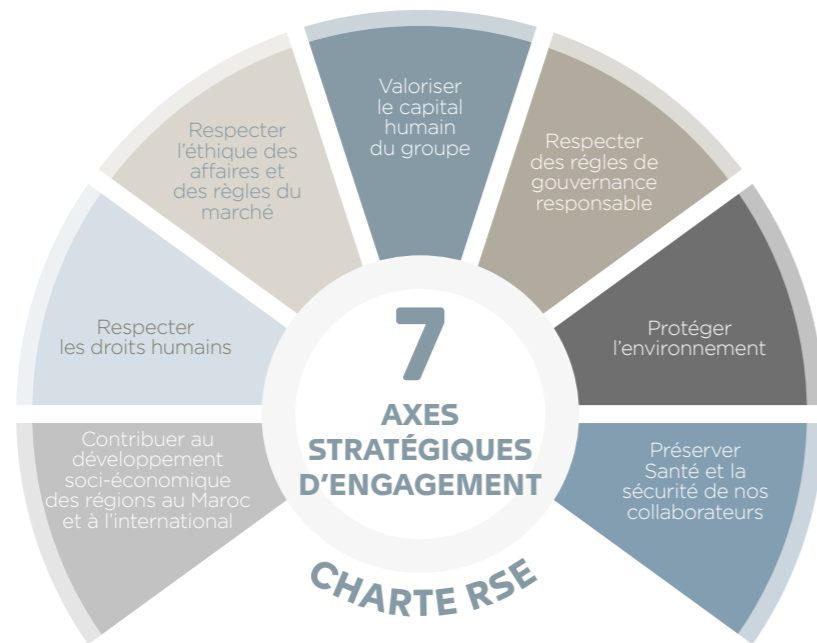 Valoriser
le capital
humain
du groupe
Respecter
l'éthique des
affaires et
des règles du
marché
Respecter
des régles de
gouvernance
responsable
Respecter
les droits humains
Protéger
l'environnement
Contribuer au
développement
soci-économique
des régions au Maroc
et à l'international
Préserver
Santé et la
sécurité de nos
collaborateurs
7
AXES
STRATÉGIQUES
D'ENGAGEMENT
CHARTE RSE